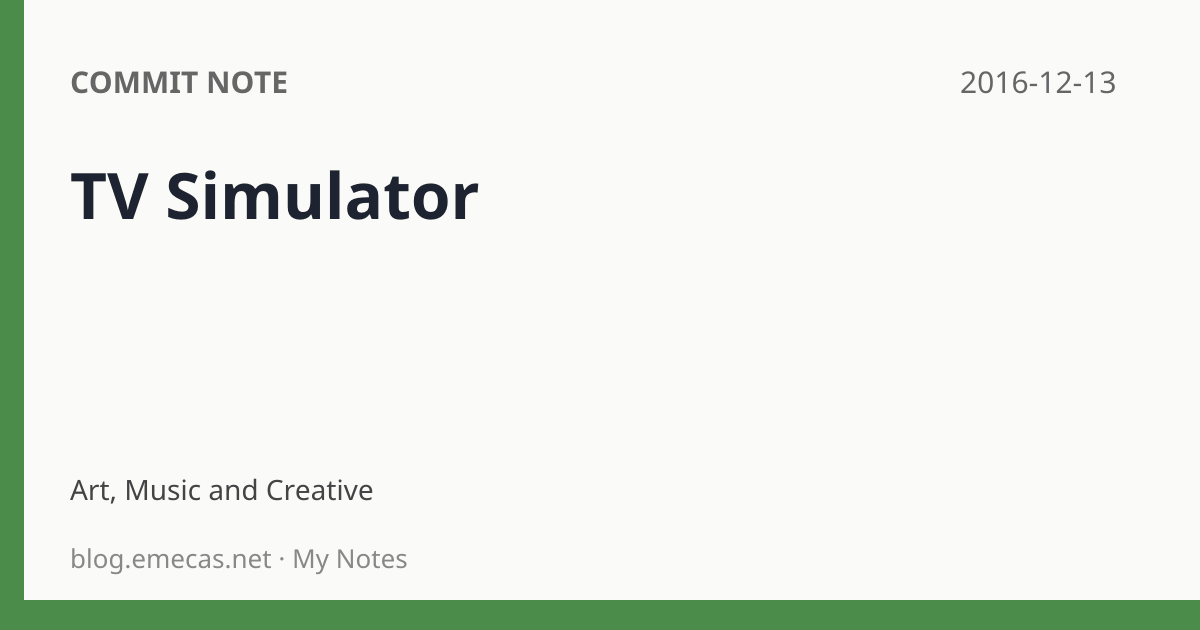 COMMIT NOTE
2016-12-13
TV Simulator
Art, Music and Creative
blog.emecas.net · My Notes